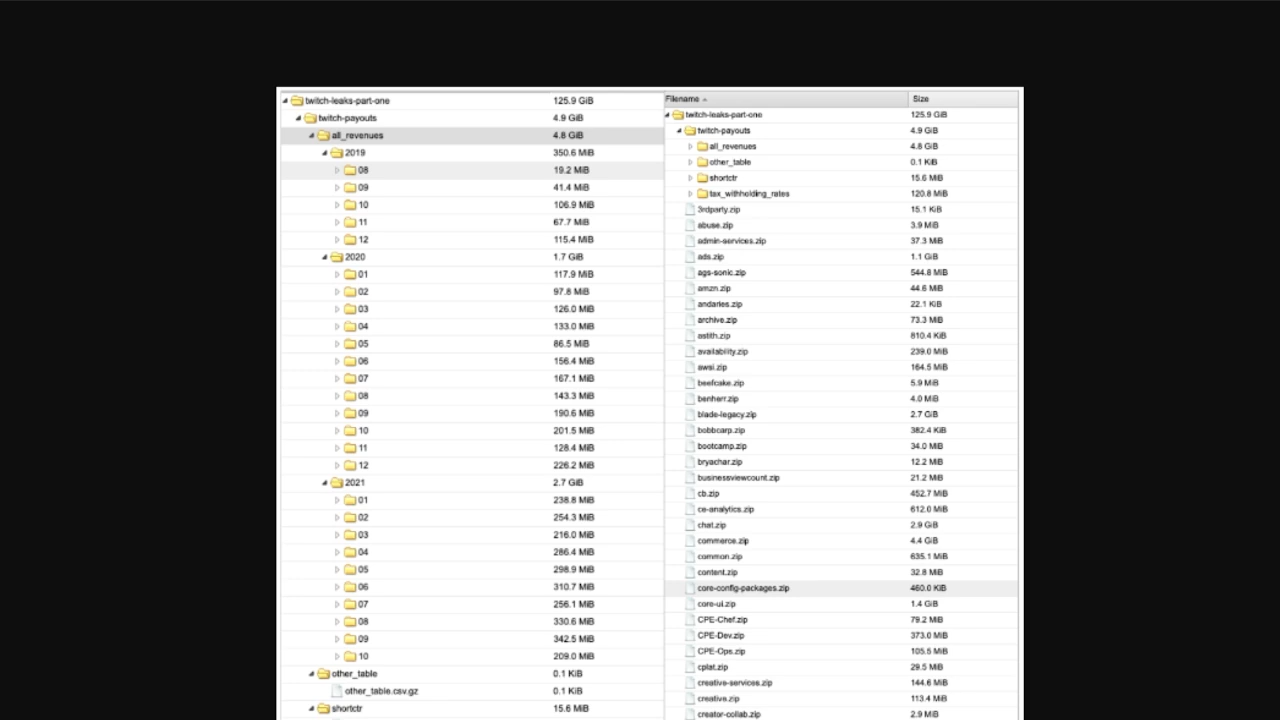 twitch-leaks-part-one 125.9 GiB
twitch-payouts 4.9 GiB
all_revenues 4.8 GiB
2019 350.6 MiB
08 19.2 MiB
09 41.4 MiB
10 106.9 MiB
11 67.7 MiB
12 115.4 MiB
2020 1.7 GiB
01 117.9 MiB
02 97.8 MiB
03 126.0 MiB
04 133.0 MiB
05 86.5 MiB
06 156.4 MiB
07 167.1 MiB
08 143.3 MiB
09 190.6 MiB
10 201.5 MiB
11 128.4 MiB
12 226.2 MiB
2021 2.7 GiB
01 238.8 MiB
02 254.3 MiB
03 216.0 MiB
04 286.4 MiB
05 298.9 MiB
06 310.7 MiB
07 256.1 MiB
08 330.6 MiB
09 342.5 MiB
10 209.0 MiB
other_table 0.1 KiB
other_table.csv.gz 0.1 KiB
shortctr 15.6 MiB
Filename Size
twitch-leaks-part-one 125.9 GiB
twitch-payouts 4.9 GiB
all_revenues 4.8 GiB
other_table 0.1 KiB
shortctr 15.6 MiB
tax_withholding_rates 120.8 MiB
3rdparty.zip 15.1 KiB
abuse.zip 3.9 MiB
admin-services.zip 37.3 MiB
ads.zip 1.1 GiB
ags-sonic.zip 544.8 MiB
amzn.zip 44.6 MiB
andaries.zip 22.1 KiB
archive.zip 73.3 MiB
astith.zip 810.4 KiB
availability.zip 239.0 MiB
awsi.zip 164.5 MiB
beefcake.zip 5.9 MiB
benherr.zip 4.0 MiB
blade-legacy.zip 2.7 GiB
bobbcarp.zip 382.4 KiB
bootcamp.zip 34.0 MiB
bryachar.zip 12.2 MiB
businessviewcount.zip 21.2 MiB
cb.zip 452.7 MiB
ce-analytics.zip 612.0 MiB
chat.zip 2.9 GiB
commerce.zip 4.4 GiB
common.zip 635.1 MiB
content.zip 32.8 MiB
core-config-packages.zip 460.0 KiB
core-ui.zip 1.4 GiB
CPE-Chef.zip 79.2 MiB
CPE-Dev.zip 373.0 MiB
CPE-Ops.zip 105.5 MiB
cplat.zip 29.5 MiB
creative-services.zip 144.6 MiB
creative.zip 113.4 MiB
creator-collab.zip 2.9 MiB